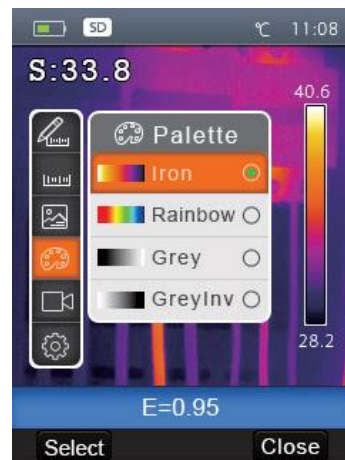 SD ℃ 11:08
S:33.8
40.6
Palette
Iron
Rainbow
Grey
GreyInv
28.2
E=0.95
Select Close